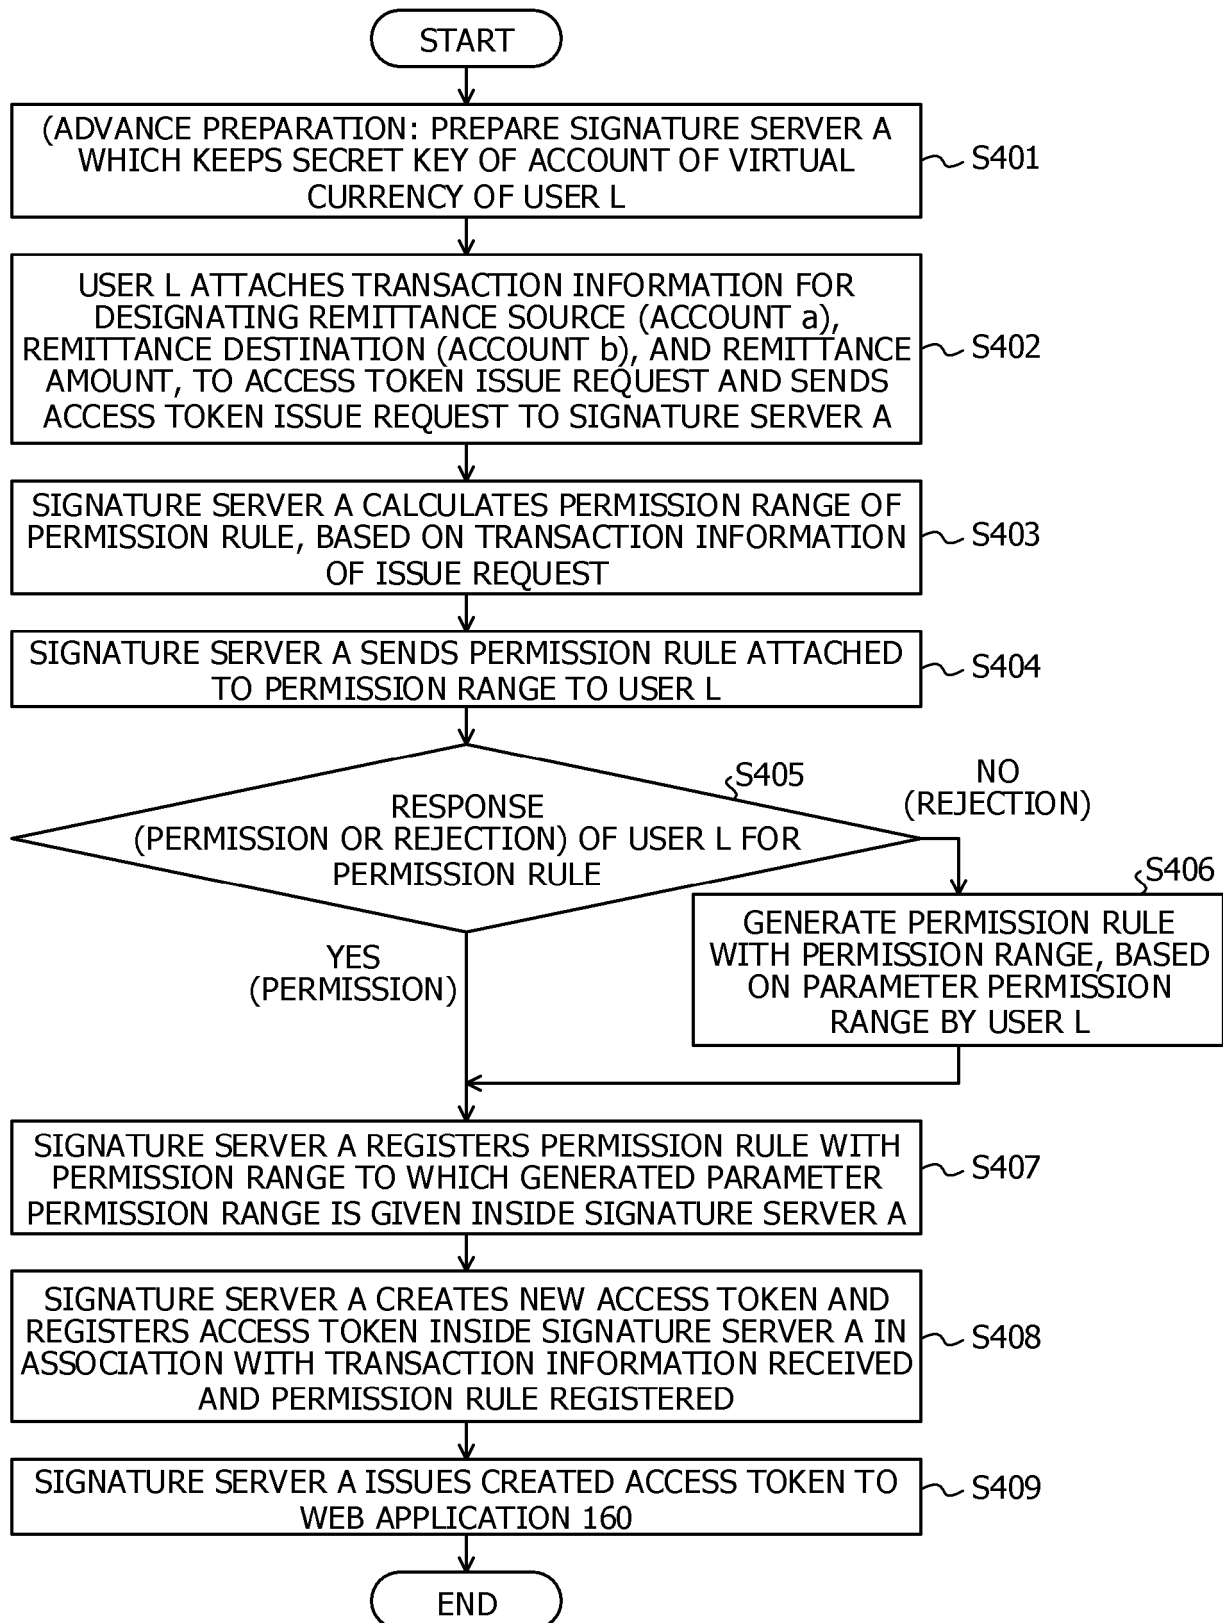 START
(ADVANCE PREPARATION: PREPARE SIGNATURE SERVER A
WHICH KEEPS SECRET KEY OF ACCOUNT OF VIRTUAL
CURRENCY OF USER L
S401
USER L ATTACHES TRANSACTION INFORMATION FOR
DESIGNATING REMITTANCE SOURCE (ACCOUNT a),
REMITTANCE DESTINATION (ACCOUNT b), AND REMITTANCE
AMOUNT, TO ACCESS TOKEN ISSUE REQUEST AND SENDS
ACCESS TOKEN ISSUE REQUEST TO SIGNATURE SERVER A
S402
SIGNATURE SERVER A CALCULATES PERMISSION RANGE OF
PERMISSION RULE, BASED ON TRANSACTION INFORMATION
OF ISSUE REQUEST
S403
SIGNATURE SERVER A SENDS PERMISSION RULE ATTACHED
TO PERMISSION RANGE TO USER L
S404
S405
RESPONSE
(PERMISSION OR REJECTION) OF USER L FOR
PERMISSION RULE
NO
(REJECTION)
S406
GENERATE PERMISSION RULE
WITH PERMISSION RANGE, BASED
ON PARAMETER PERMISSION
RANGE BY USER L
YES
(PERMISSION)
SIGNATURE SERVER A REGISTERS PERMISSION RULE WITH
PERMISSION RANGE TO WHICH GENERATED PARAMETER
PERMISSION RANGE IS GIVEN INSIDE SIGNATURE SERVER A
S407
SIGNATURE SERVER A CREATES NEW ACCESS TOKEN AND
REGISTERS ACCESS TOKEN INSIDE SIGNATURE SERVER A IN
ASSOCIATION WITH TRANSACTION INFORMATION RECEIVED
AND PERMISSION RULE REGISTERED
S408
SIGNATURE SERVER A ISSUES CREATED ACCESS TOKEN TO
WEB APPLICATION 160
S409
END